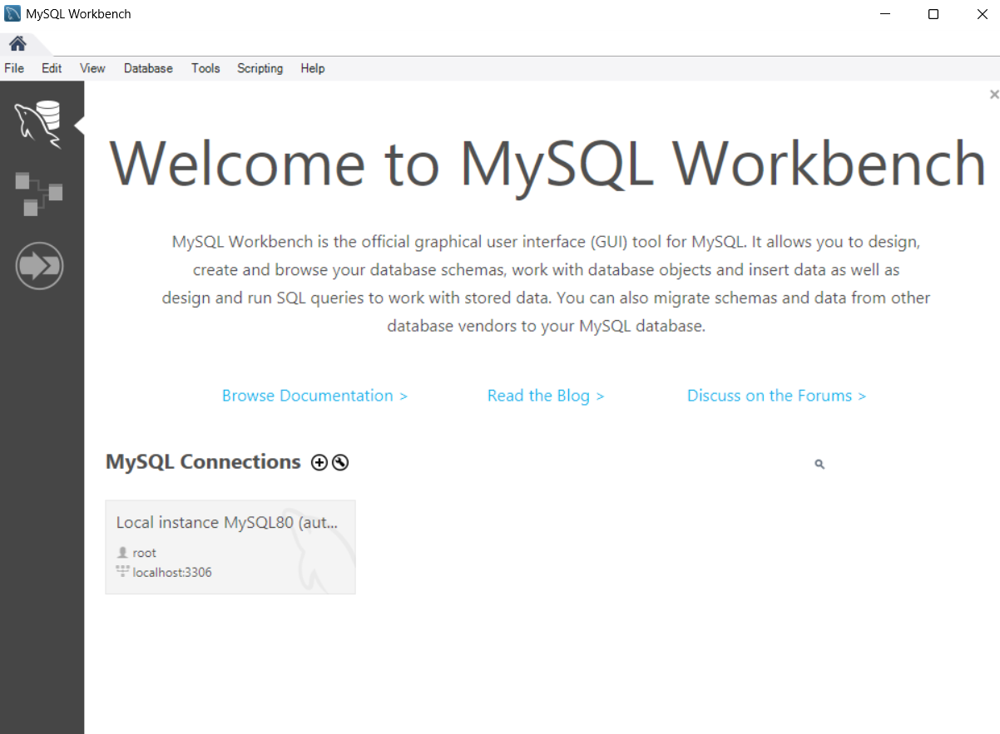 MySQL Workbench
File Edit View Database Tools Scripting Help
Welcome to MySQL Workbench
MySQL Workbench is the official graphical user interface (GUI) tool for MySQL. It allows you to design,
create and browse your database schemas, work with database objects and insert data as well as
design and run SQL queries to work with stored data. You can also migrate schemas and data from other
database vendors to your MySQL database.
Browse Documentation > Read the Blog > Discuss on the Forums >
MySQL Connections
Local instance MySQL80 (aut...
root
localhost:3306